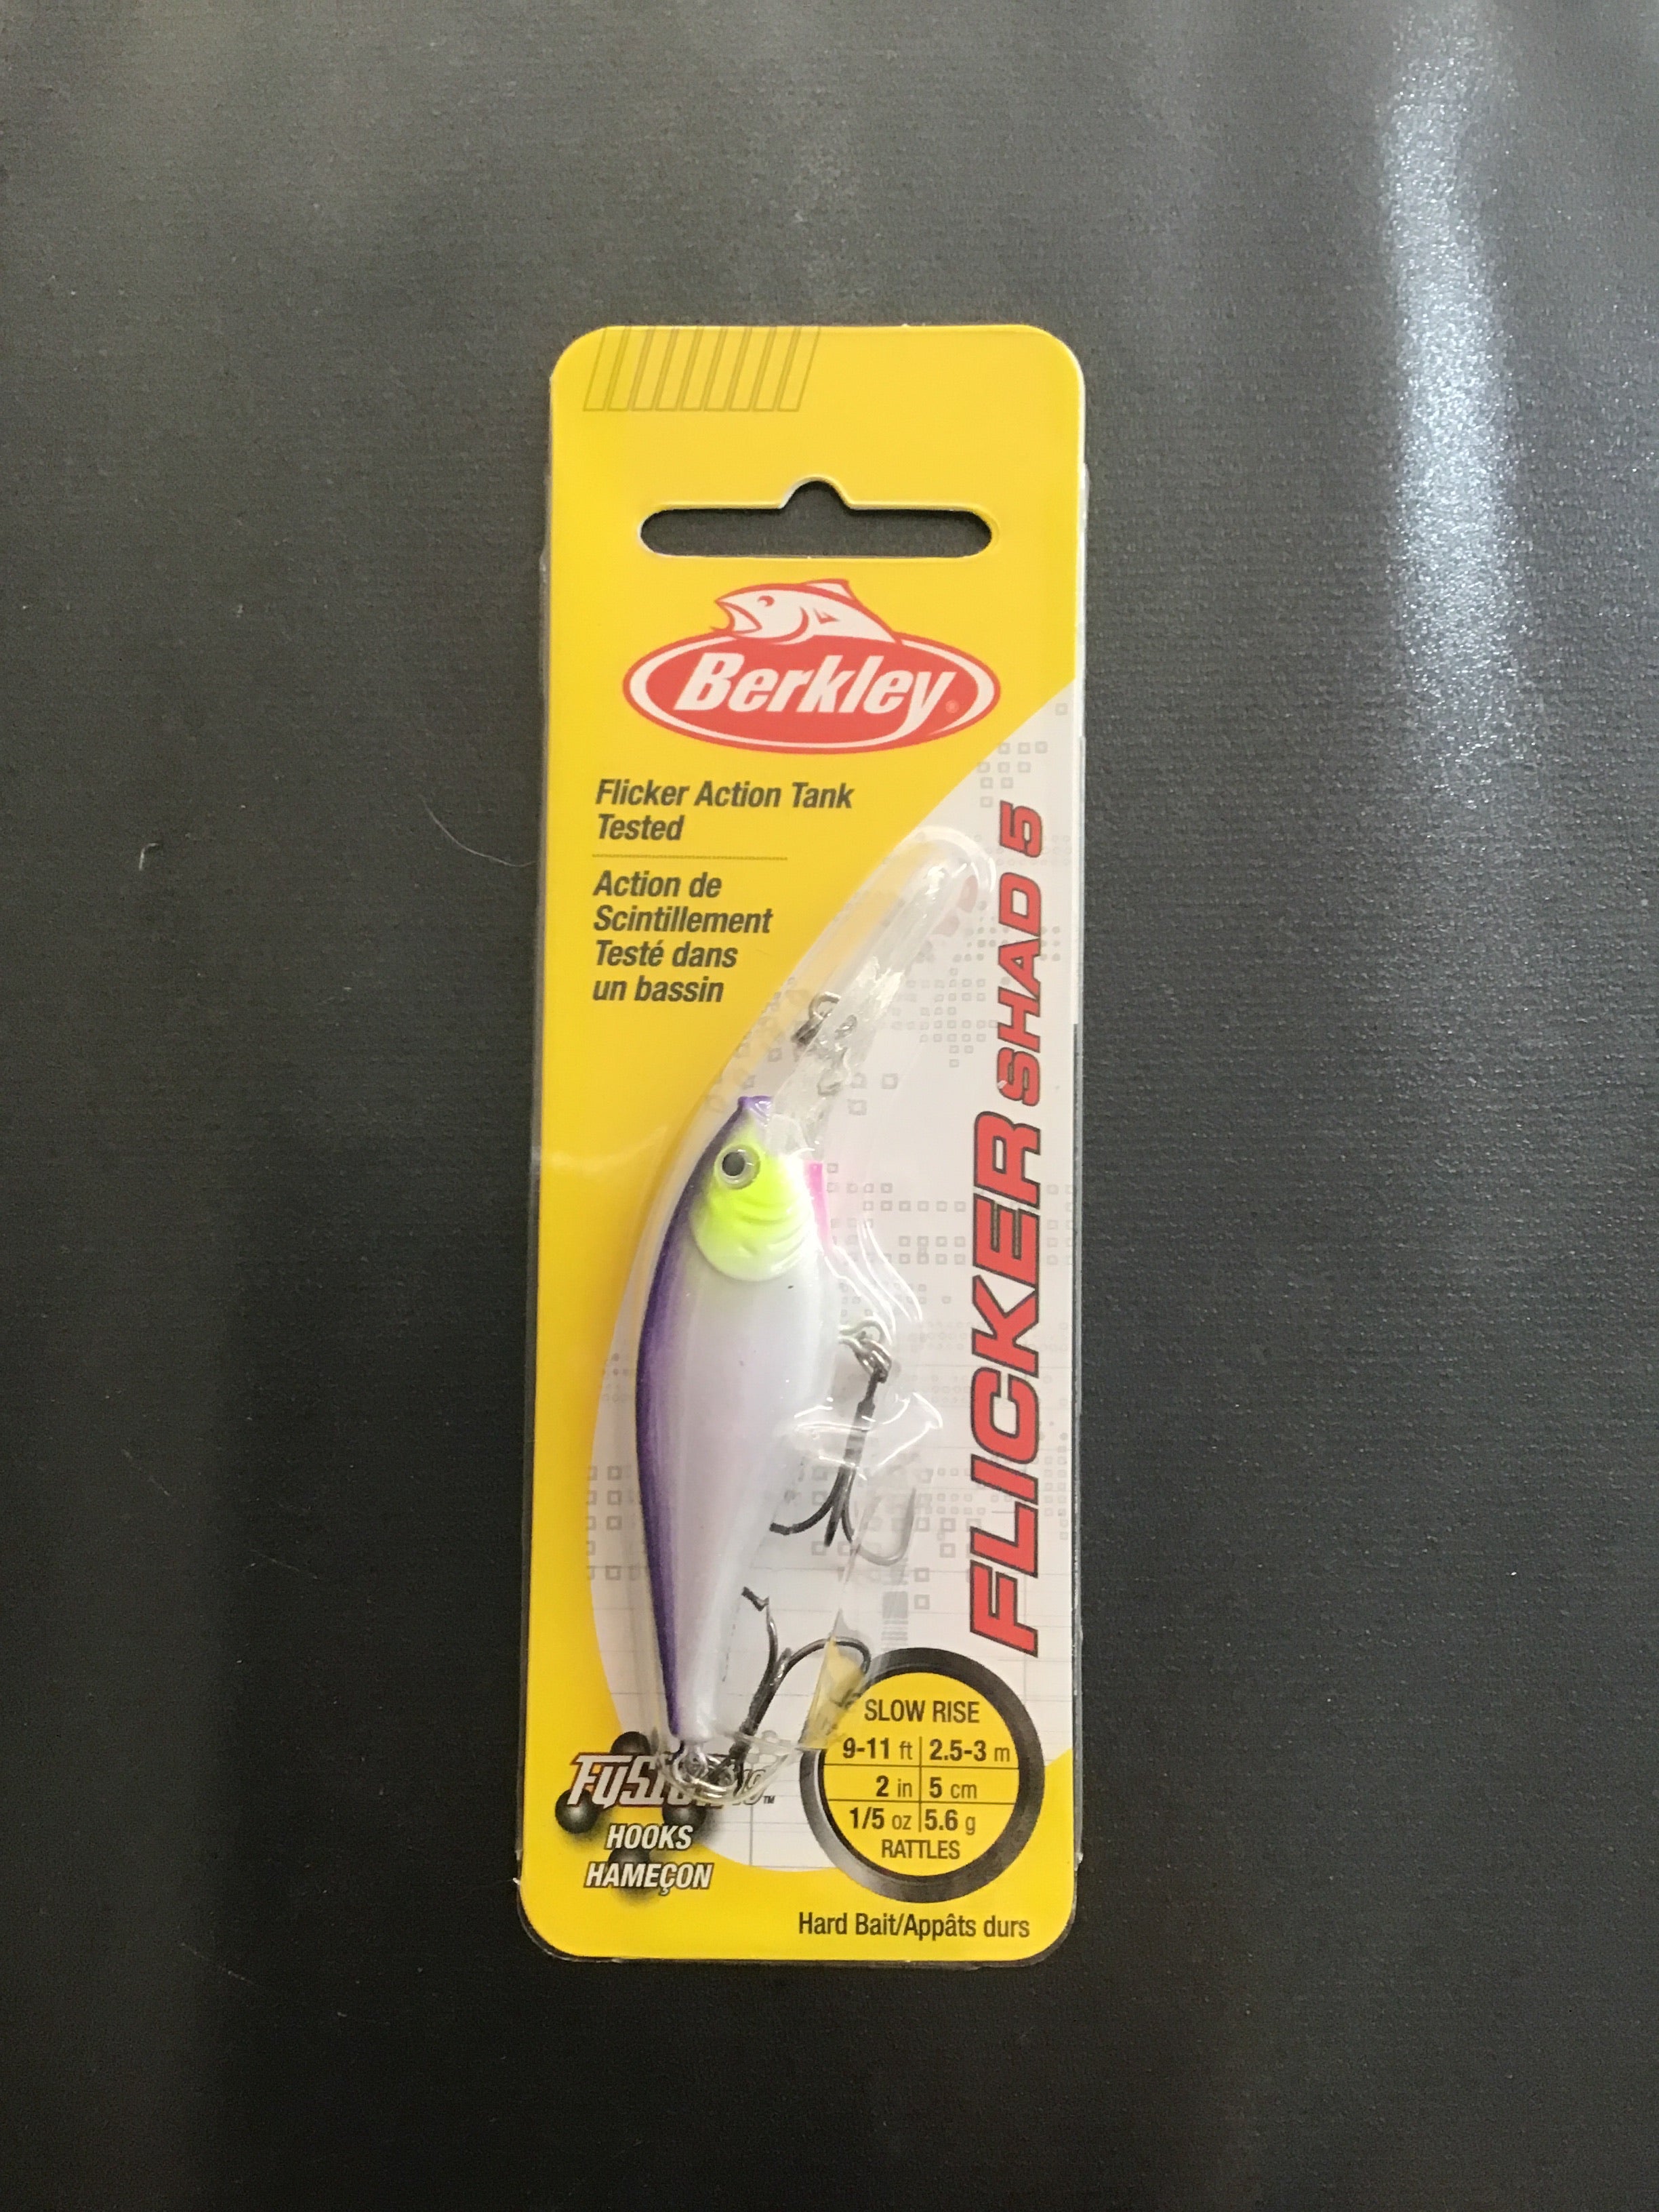 Berkley®
Flicker Action Tank
Tested
Action de
Scintillement
Testé dans
un bassin
FLICKER SHAD 5
SLOW RISE
9-11 ft 2.5-3 m
2 in 5 cm
1/5 oz 5.6 g
RATTLES
HOOKS
HAMEÇON
Hard Bait/Appâts durs